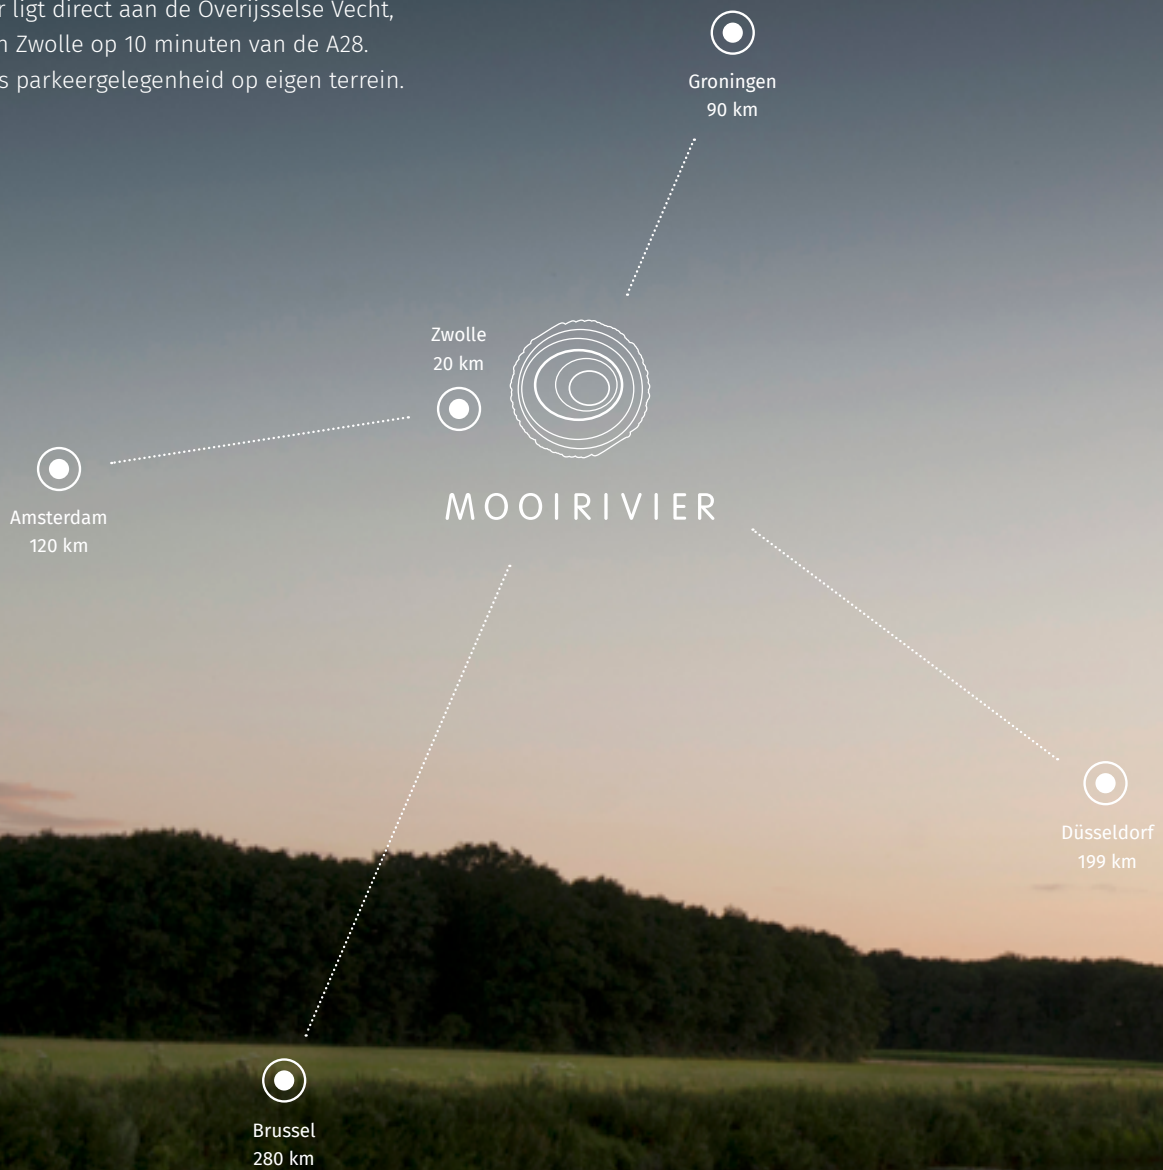 ligt direct aan de Overijsselse Vecht,
Zwolle op 10 minuten van de A28.
parkeergelegenheid op eigen terrein.
Groningen
90 km
Zwolle
20 km
Amsterdam
120 km
MOOIRIVIER
Düsseldorf
199 km
Brussel
280 km